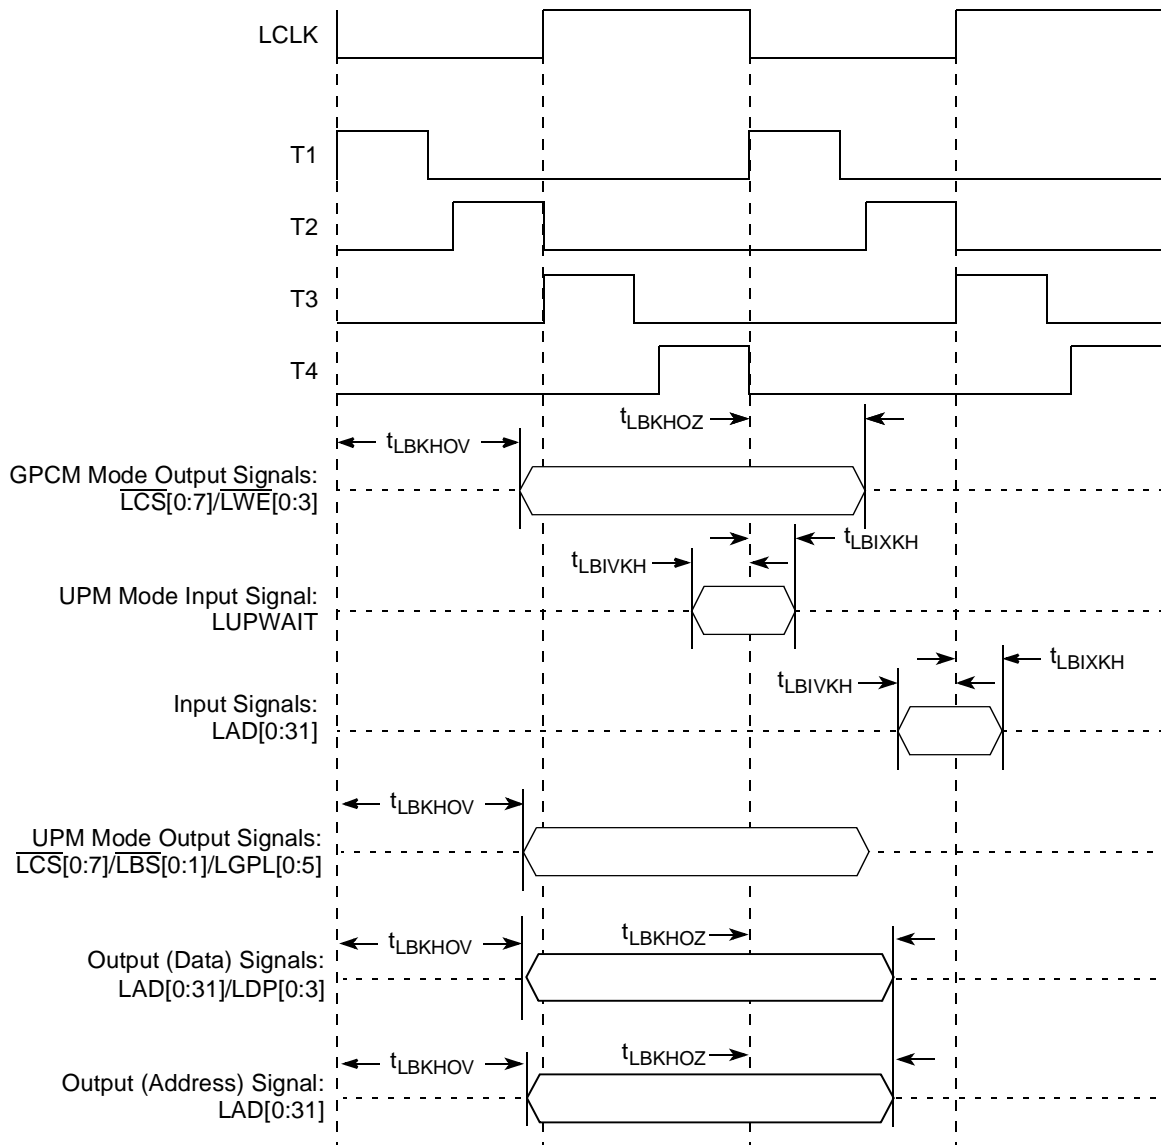 LCLK
T1
T2
T3
T4
tLBKHOZ
tLBKHOV
GPCM Mode Output Signals:
LCS[0:7]/LWE[0:3]
tLBIXKH
tLBIVKH
UPM Mode Input Signal:
LUPWAIT
tLBIXKH
tLBIVKH
Input Signals:
LAD[0:31]
tLBKHOV
UPM Mode Output Signals:
LCS[0:7]/LBS[0:1]/LGPL[0:5]
tLBKHOV
tLBKHOZ
Output (Data) Signals:
LAD[0:31]/LDP[0:3]
tLBKHOV
tLBKHOZ
Output (Address) Signal:
LAD[0:31]